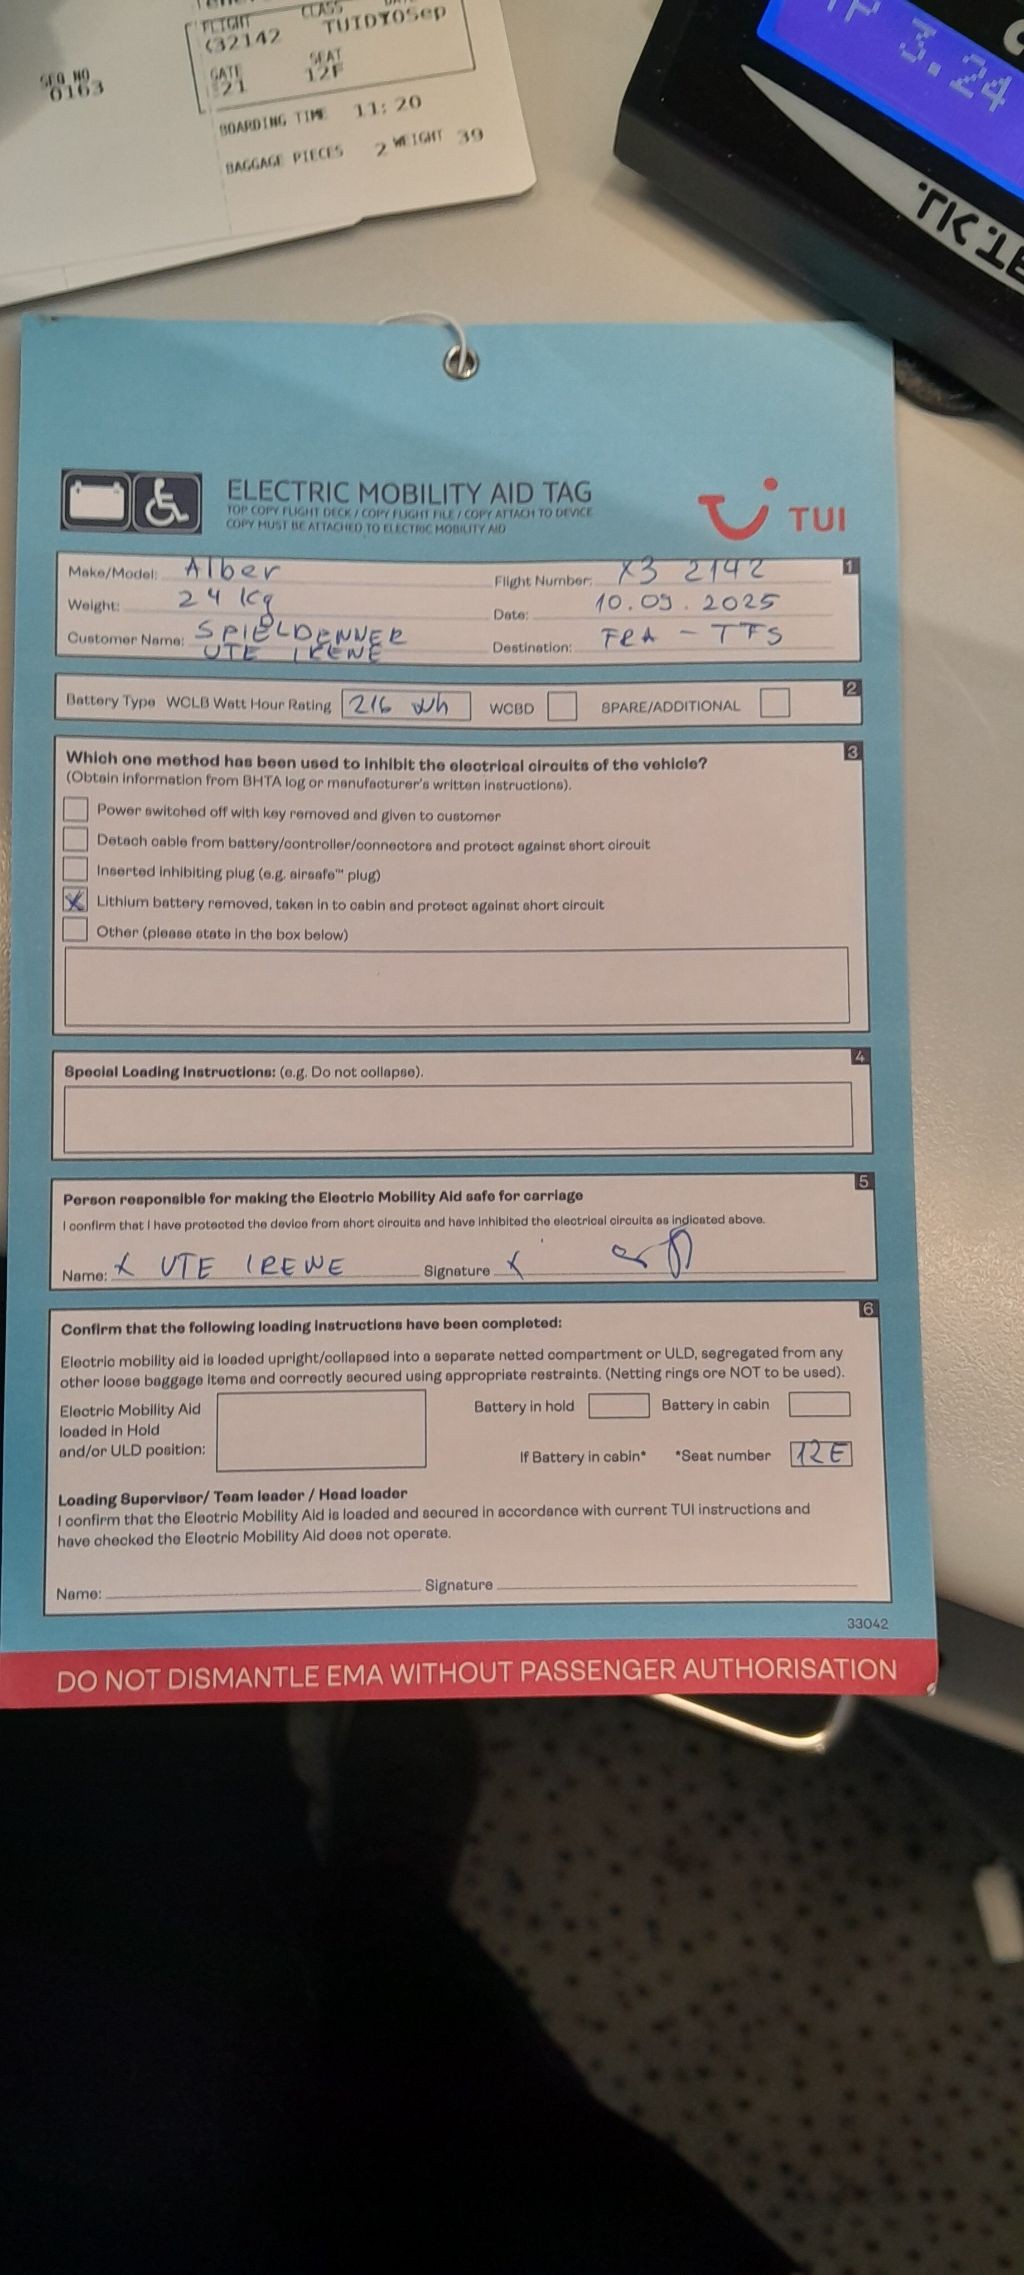 FLIGHT CLASS
X32142 TUIDY0Sep
GATE SEAT
21 12F
SEQ NO
0163
BOARDING TIME 11:20
BAGGAGE PIECES 2 WEIGHT 39
3.24
ELECTRIC MOBILITY AID TAG
TOP COPY FLIGHT DECK / COPY FLIGHT FILE / COPY ATTACH TO DEVICE
COPY MUST BE ATTACHED TO ELECTRIC MOBILITY AID
TUI
1
Make/Model: Alber Flight Number: X3 2142
Weight: 24 Kg Date: 10.09.2025
Customer Name: SPIELDENNER Destination: FRA - TFS
UTE IRENE
2
Battery Type WCLB Watt Hour Rating 216 Wh WCBD SPARE/ADDITIONAL
3
Which one method has been used to inhibit the electrical circuits of the vehicle?
(Obtain information from BHTA log or manufacturer's written instructions).
Power switched off with key removed and given to customer
Detach cable from battery/controller/connectors and protect against short circuit
Inserted inhibiting plug (e.g. airsafe™ plug)
X Lithium battery removed, taken in to cabin and protect against short circuit
Other (please state in the box below)
4
Special Loading Instructions: (e.g. Do not collapse).
5
Person responsible for making the Electric Mobility Aid safe for carriage
I confirm that I have protected the device from short circuits and have inhibited the electrical circuits as indicated above.
Name: X UTE IRENE Signature X
6
Confirm that the following loading instructions have been completed:
Electric mobility aid is loaded upright/collapsed into a separate netted compartment or ULD, segregated from any
other loose baggage items and correctly secured using appropriate restraints. (Netting rings are NOT to be used).
Electric Mobility Aid Battery in hold Battery in cabin
loaded in Hold
and/or ULD position: If Battery in cabin* *Seat number 12E
Loading Supervisor/ Team leader / Head loader
I confirm that the Electric Mobility Aid is loaded and secured in accordance with current TUI instructions and
have checked the Electric Mobility Aid does not operate.
Name: Signature
33042
DO NOT DISMANTLE EMA WITHOUT PASSENGER AUTHORISATION